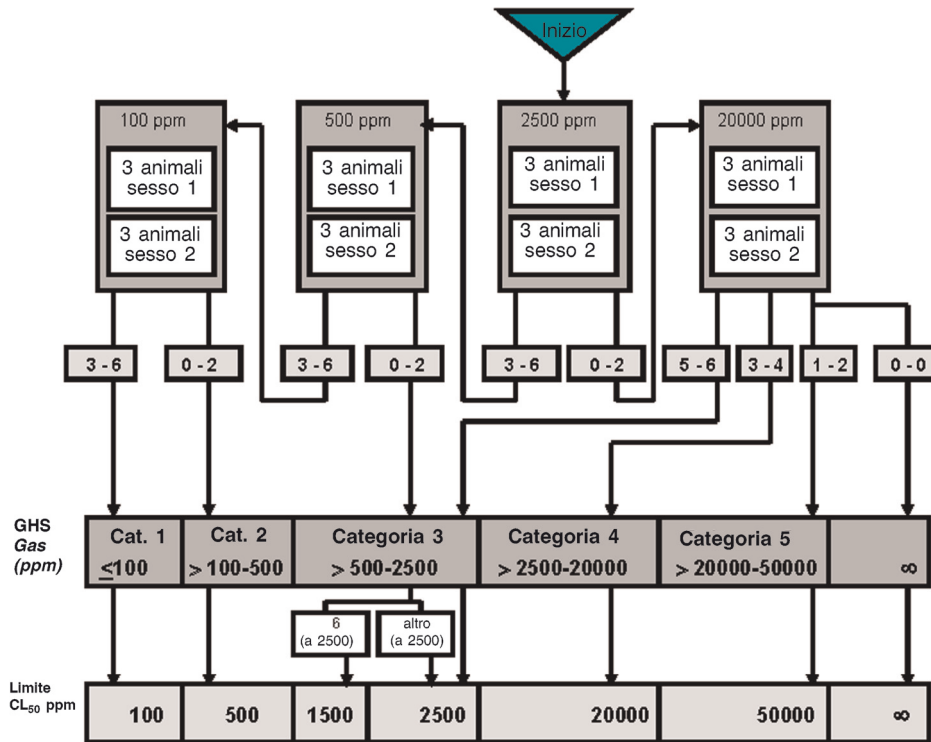 Inizio
100 ppm
3 animali
sesso 1
3 animali
sesso 2
500 ppm
3 animali
sesso 1
3 animali
sesso 2
2500 ppm
3 animali
sesso 1
3 animali
sesso 2
20000 ppm
3 animali
sesso 1
3 animali
sesso 2
3 - 6
0 - 2
3 - 6
0 - 2
3 - 6
0 - 2
5 - 6
3 - 4
1 - 2
0 - 0
GHS
Gas
(ppm)
Cat. 1
≤100
Cat. 2
> 100-500
Categoria 3
> 500-2500
Categoria 4
> 2500-20000
Categoria 5
> 20000-50000
∞
6
(a 2500)
altro
(a 2500)
Limite
CL₅₀ ppm
100
500
1500
2500
20000
50000
∞